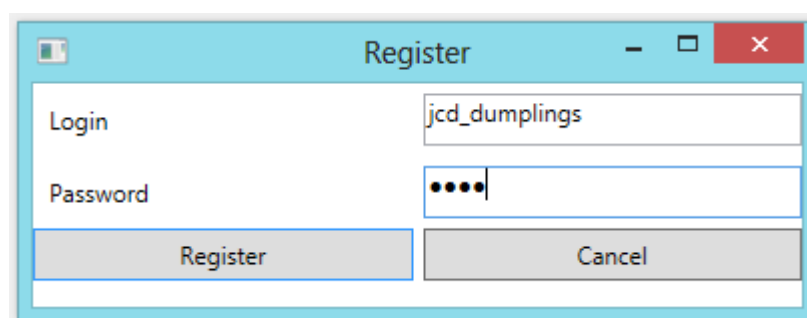 Register
Login jcd_dumplings
Password ●●●●
Register Cancel